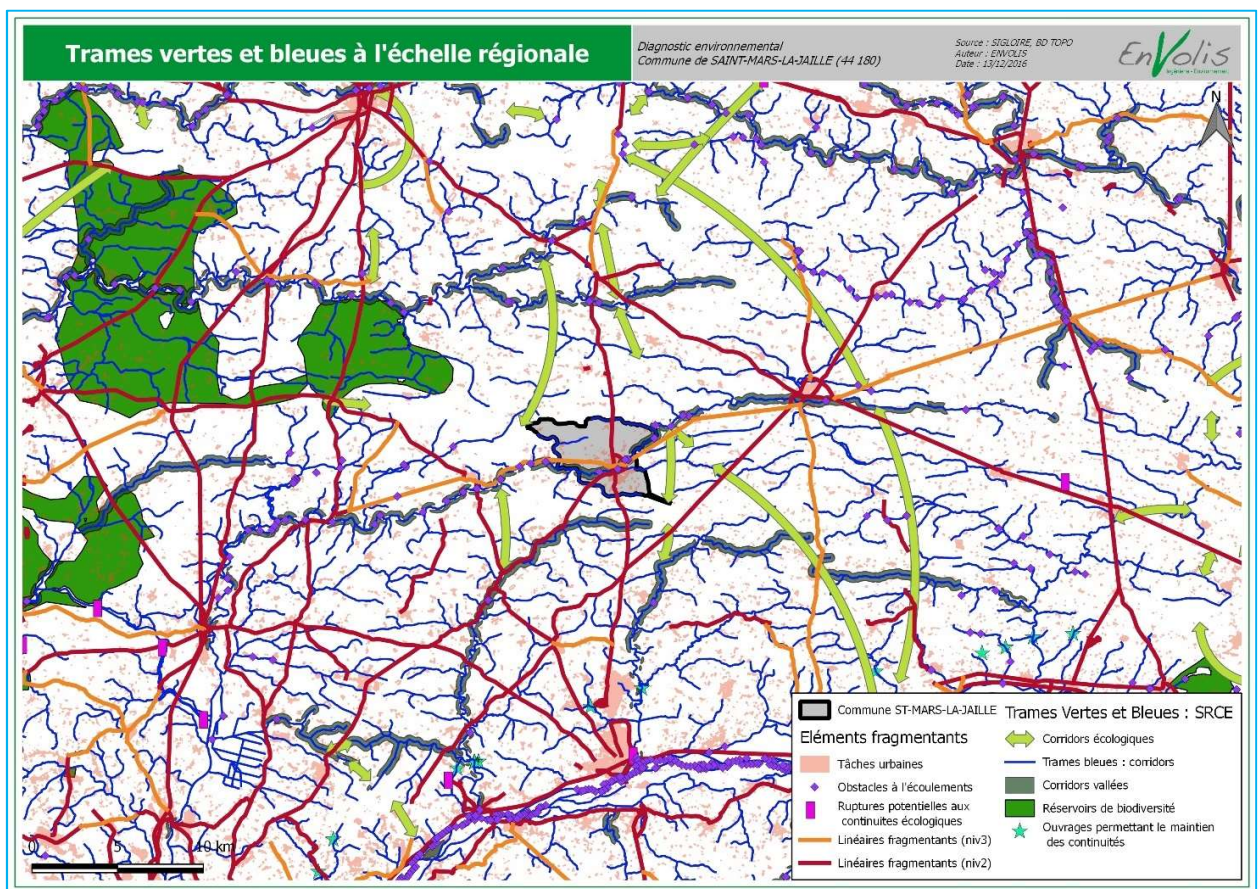 Trames vertes et bleues à l'échelle régionale
Diagnostic environnemental
Commune de SAINT-MARS-LA-JAILLE (44 180)
Source : SIGLOIRE, BD TOPO
Auteur : ENVOLIS
Date : 13/12/2016
EnVolis
Ingénierie - Environnement
N
Commune ST-MARS-LA-JAILLE
Eléments fragmentants
Tâches urbaines
Obstacles à l'écoulements
Ruptures potentielles aux
continuites écologiques
Linéaires fragmentants (niv3)
Linéaires fragmentants (niv2)
Trames Vertes et Bleues : SRCE
Corridors écologiques
Trames bleues : corridors
Corridors vallées
Réservoirs de biodiversité
Ouvrages permettant le maintien
des continuités
0 5 10 km